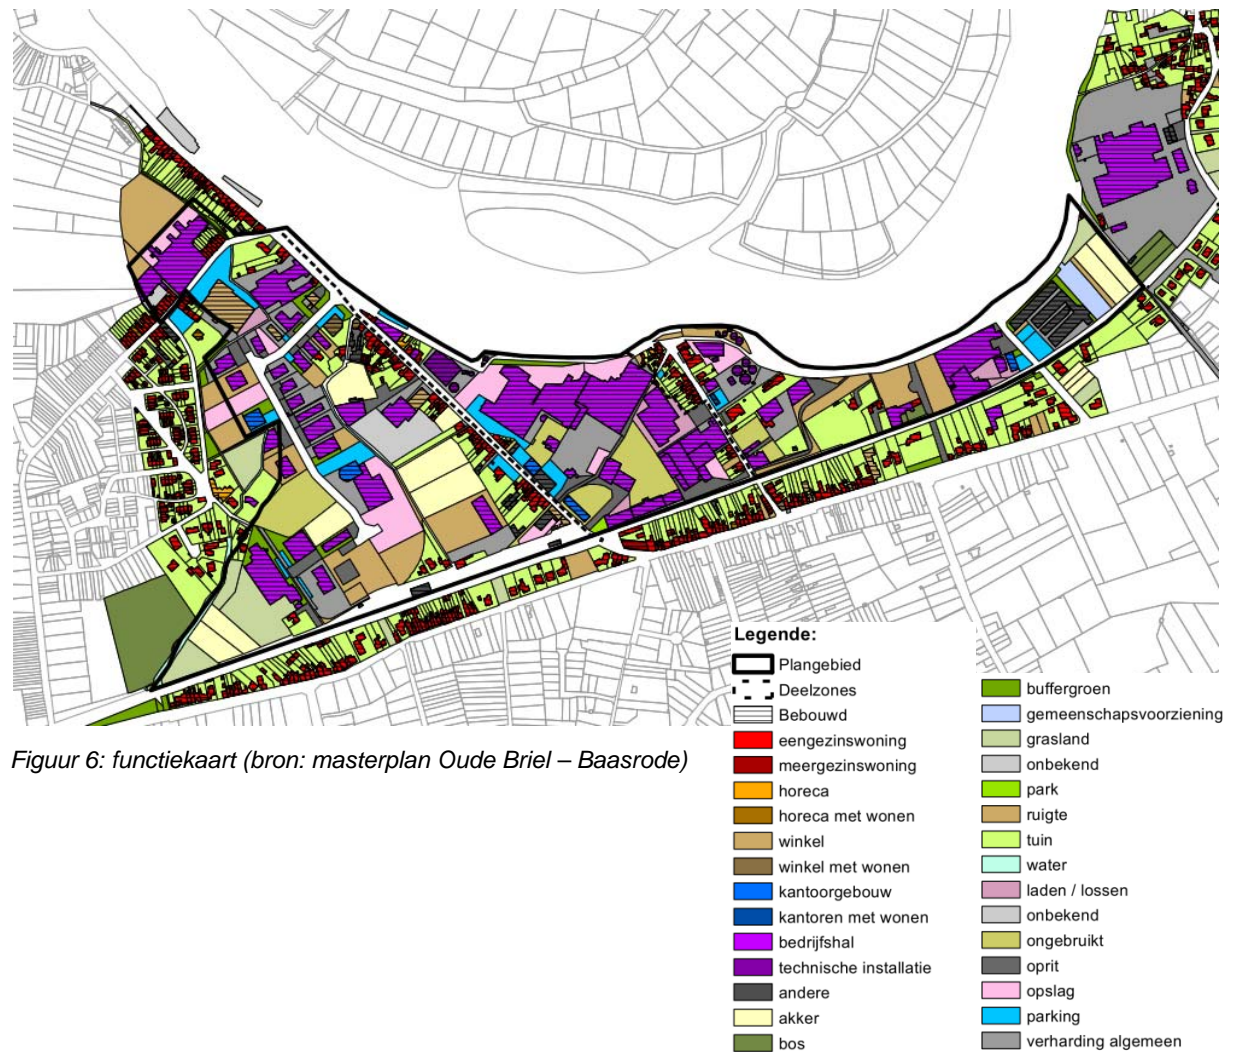 Legende:
Plangebied
Deelzones
Bebouwd
eengezinswoning
meergezinswoning
horeca
horeca met wonen
winkel
winkel met wonen
kantoorgebouw
kantoren met wonen
bedrijfshal
technische installatie
andere
akker
bos
buffergroen
gemeenschapsvoorziening
grasland
onbekend
park
ruigte
tuin
water
laden / lossen
onbekend
ongebruikt
oprit
opslag
parking
verharding algemeen
Figuur 6: functiekaart (bron: masterplan Oude Briel – Baasrode)